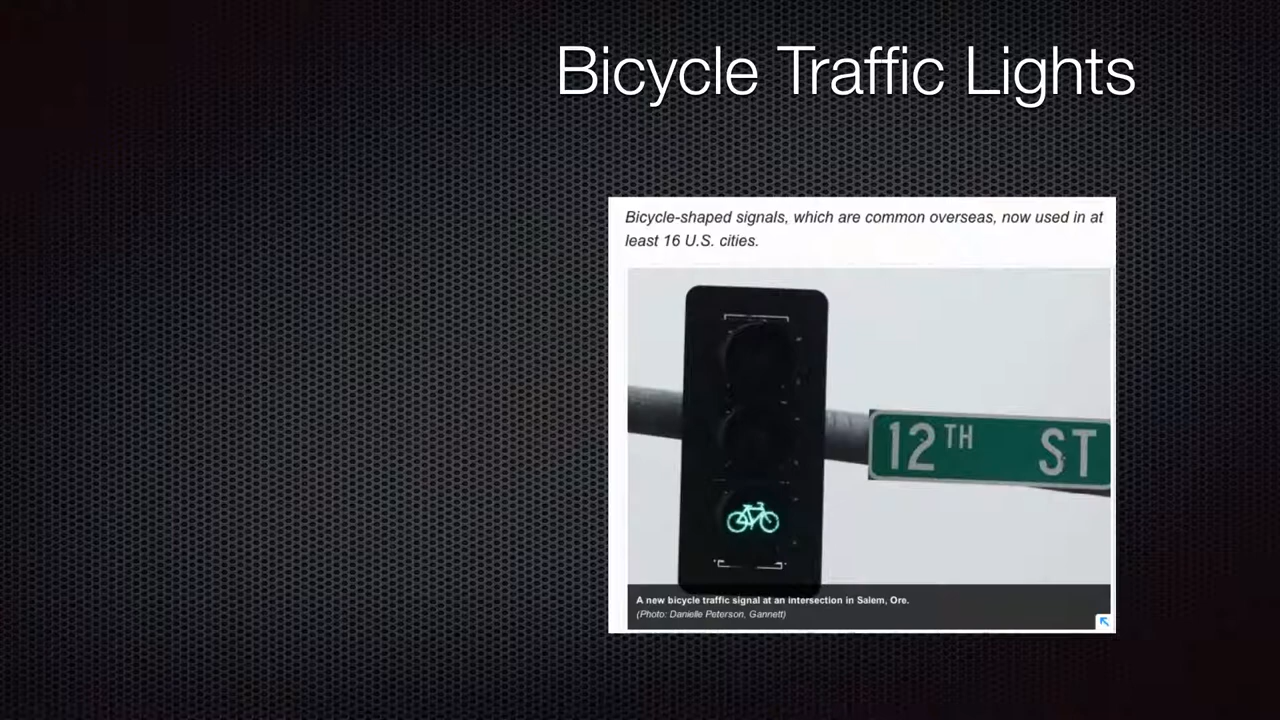 Bicycle Traffic Lights
Bicycle-shaped signals, which are common overseas, now used in at
least 16 U.S. cities.
12TH ST
A new bicycle traffic signal at an intersection in Salem, Ore.
(Photo: Danielle Peterson, Gannett)